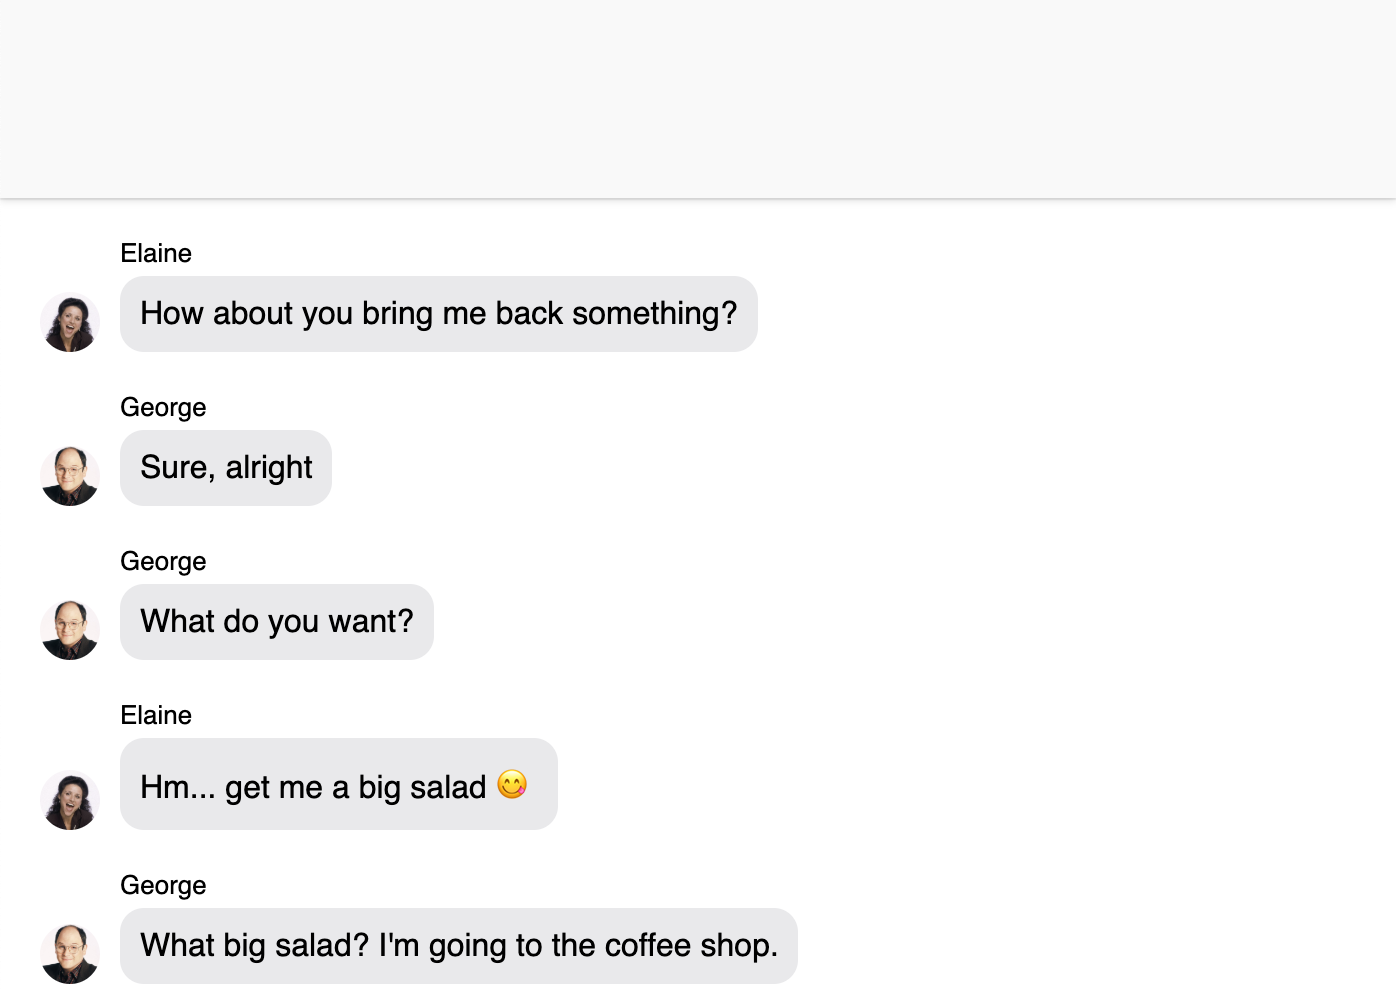 Elaine
How about you bring me back something?
George
Sure, alright
George
What do you want?
Elaine
Hm... get me a big salad 😋
George
What big salad? I'm going to the coffee shop.